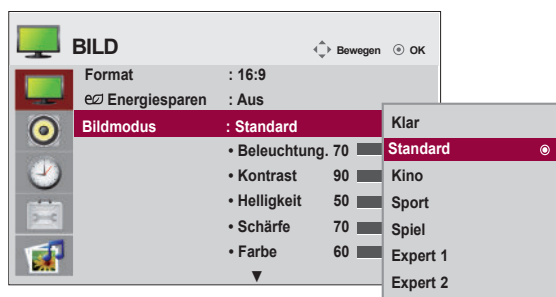 BILD
Bewegen OK
Format : 16:9
Energiesparen : Aus
Bildmodus : Standard
• Beleuchtung. 70
• Kontrast 90
• Helligkeit 50
• Schärfe 70
• Farbe 60
Klar
Standard
Kino
Sport
Spiel
Expert 1
Expert 2